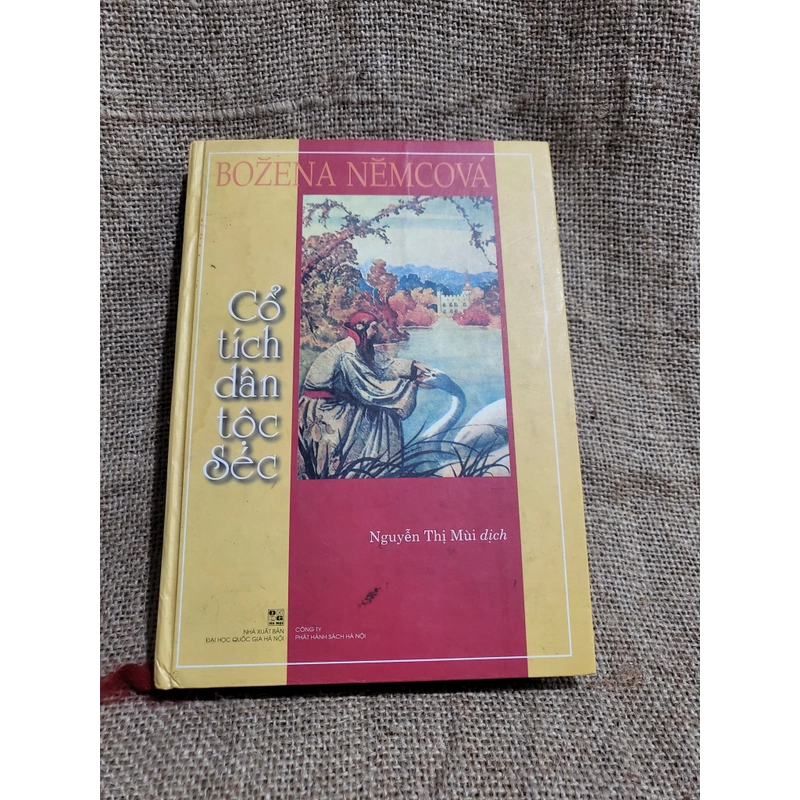 BOŽENA NĚMCOVÁ
Cổ
tích
dân
tộc
Séc
Nguyễn Thị Mùi dịch
NHÀ XUẤT BẢN
ĐẠI HỌC QUỐC GIA HÀ NỘI
CÔNG TY
PHÁT HÀNH SÁCH HÀ NỘI